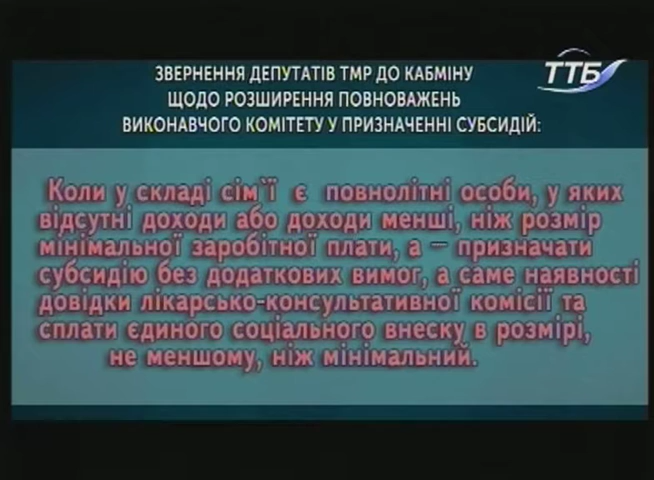 ЗВЕРНЕННЯ ДЕПУТАТІВ ТМР ДО КАБМІНУ
ЩОДО РОЗШИРЕННЯ ПОВНОВАЖЕНЬ
ВИКОНАВЧОГО КОМІТЕТУ У ПРИЗНАЧЕННІ СУБСИДІЙ:
ТТБ
Коли у складі сім`ї є повнолітні особи, у яких
відсутні доходи або доходи менші, ніж розмір
мінімальної заробітної плати, а – призначати
субсидію без додаткових вимог, а саме наявності
довідки лікарсько-консультативної комісії та
сплати єдиного соціального внеску в розмірі,
не меншому, ніж мінімальний.